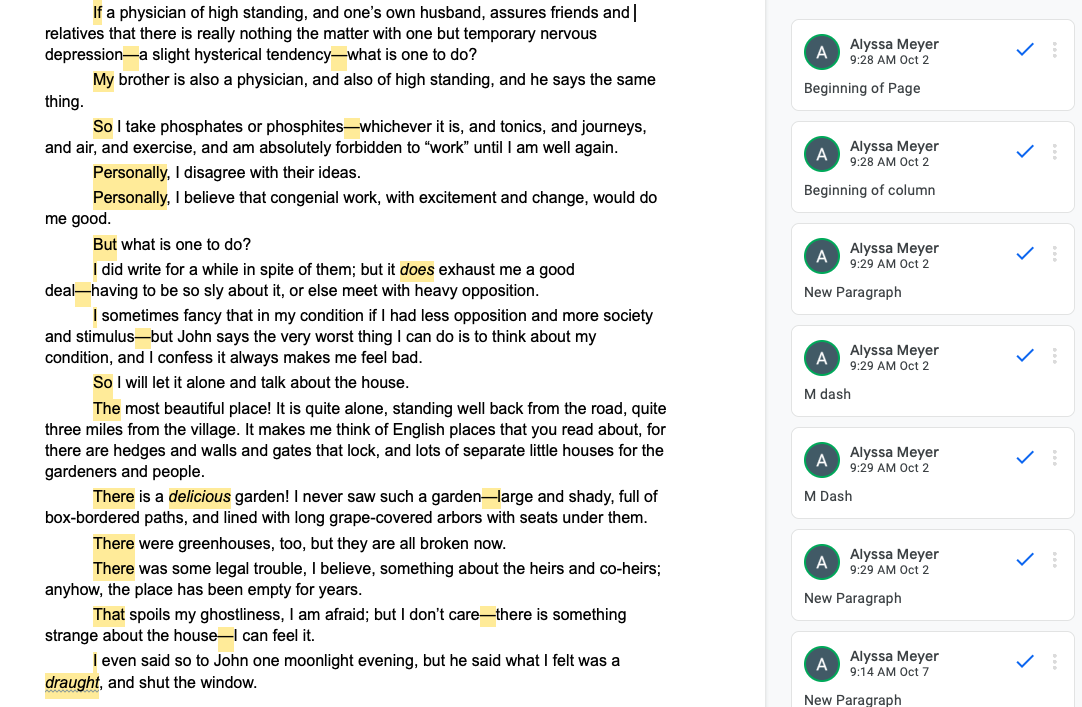 If a physician of high standing, and one’s own husband, assures friends and
relatives that there is really nothing the matter with one but temporary nervous
depression—a slight hysterical tendency—what is one to do?
My brother is also a physician, and also of high standing, and he says the same
thing.
So I take phosphates or phosphites—whichever it is, and tonics, and journeys,
and air, and exercise, and am absolutely forbidden to “work” until I am well again.
Personally, I disagree with their ideas.
Personally, I believe that congenial work, with excitement and change, would do
me good.
But what is one to do?
I did write for a while in spite of them; but it does exhaust me a good
deal—having to be so sly about it, or else meet with heavy opposition.
I sometimes fancy that in my condition if I had less opposition and more society
and stimulus—but John says the very worst thing I can do is to think about my
condition, and I confess it always makes me feel bad.
So I will let it alone and talk about the house.
The most beautiful place! It is quite alone, standing well back from the road, quite
three miles from the village. It makes me think of English places that you read about, for
there are hedges and walls and gates that lock, and lots of separate little houses for the
gardeners and people.
There is a delicious garden! I never saw such a garden—large and shady, full of
box-bordered paths, and lined with long grape-covered arbors with seats under them.
There were greenhouses, too, but they are all broken now.
There was some legal trouble, I believe, something about the heirs and co-heirs;
anyhow, the place has been empty for years.
That spoils my ghostliness, I am afraid; but I don’t care—there is something
strange about the house—I can feel it.
I even said so to John one moonlight evening, but he said what I felt was a
draught, and shut the window.
A
Alyssa Meyer
9:28 AM Oct 2
Beginning of Page
A
Alyssa Meyer
9:28 AM Oct 2
Beginning of column
A
Alyssa Meyer
9:29 AM Oct 2
New Paragraph
A
Alyssa Meyer
9:29 AM Oct 2
M dash
A
Alyssa Meyer
9:29 AM Oct 2
M Dash
A
Alyssa Meyer
9:29 AM Oct 2
New Paragraph
A
Alyssa Meyer
9:14 AM Oct 7
New Paragraph